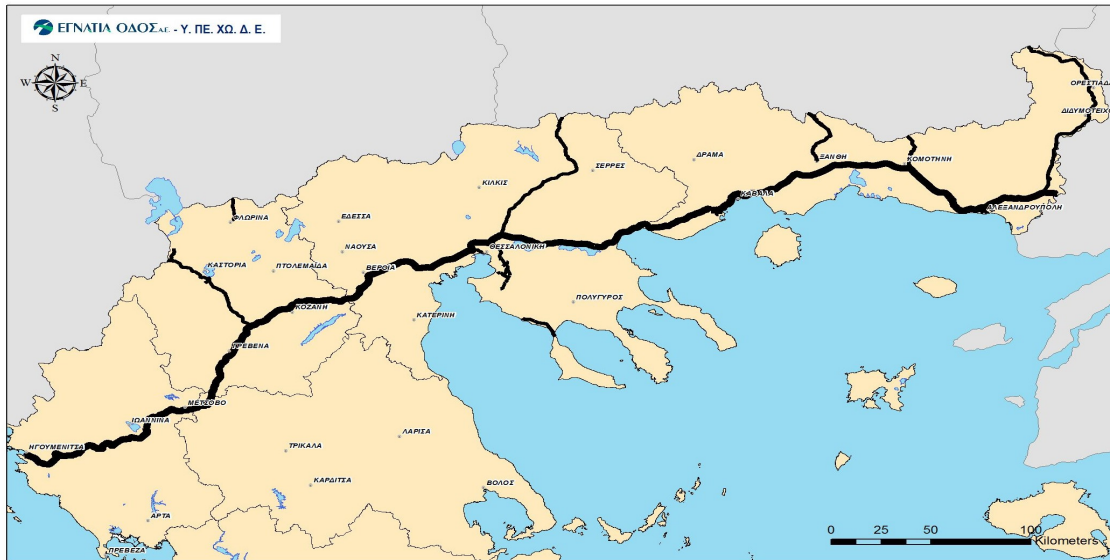 ΕΓΝΑΤΙΑ ΟΔΟΣ Α.Ε. - Υ. ΠΕ. ΧΩ. Δ. Ε.
N
W E
S
ΟΡΕΣΤΙΑΔΑ
ΔΙΔΥΜΟΤΕΙΧΟ
ΞΑΝΘΗ
ΚΟΜΟΤΗΝΗ
ΔΡΑΜΑ
ΣΕΡΡΕΣ
ΚΙΛΚΙΣ
ΚΑΒΑΛΑ
ΑΛΕΞΑΝΔΡΟΥΠΟΛΗ
ΦΛΩΡΙΝΑ
ΕΔΕΣΣΑ
ΝΑΟΥΣΑ
ΘΕΣΣΑΛΟΝΙΚΗ
ΚΑΣΤΟΡΙΑ
ΠΤΟΛΕΜΑΪΔΑ
ΒΕΡΟΙΑ
ΠΟΛΥΓΥΡΟΣ
ΚΟΖΑΝΗ
ΚΑΤΕΡΙΝΗ
ΓΡΕΒΕΝΑ
ΜΕΤΣΟΒΟ
ΙΩΑΝΝΙΝΑ
ΗΓΟΥΜΕΝΙΤΣΑ
ΛΑΡΙΣΑ
ΤΡΙΚΑΛΑ
ΚΑΡΔΙΤΣΑ
ΒΟΛΟΣ
ΑΡΤΑ
ΠΡΕΒΕΖΑ
0 25 50 100
Kilometers